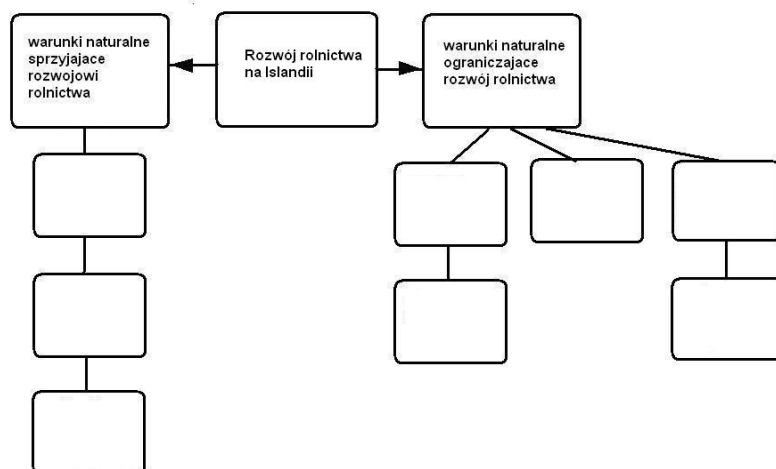 warunki naturalne
sprzyjajace
rozwojowi
rolnictwa
Rozwój rolnictwa
na Islandii
warunki naturalne
ograniczajace
rozwój rolnictwa